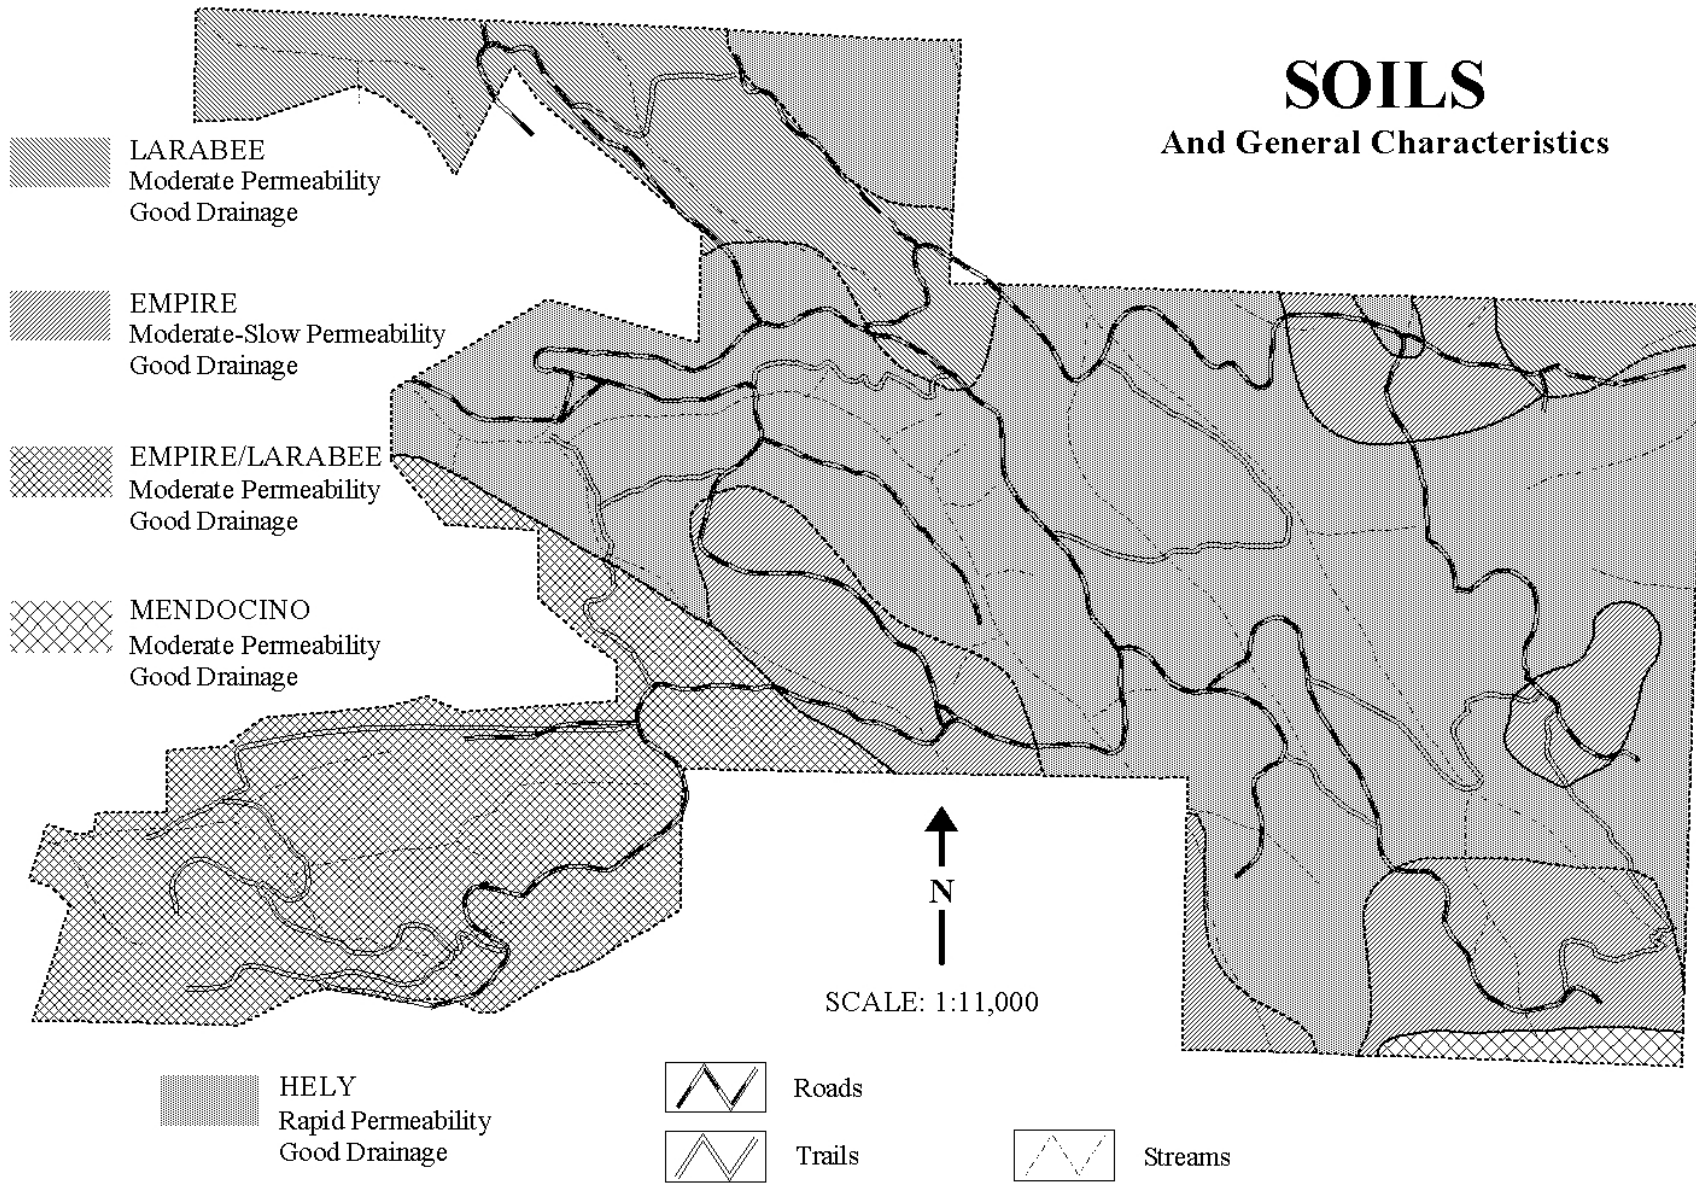 SOILS
And General Characteristics
LARABEE
Moderate Permeability
Good Drainage
EMPIRE
Moderate-Slow Permeability
Good Drainage
EMPIRE/LARABEE
Moderate Permeability
Good Drainage
MENDOCINO
Moderate Permeability
Good Drainage
N
SCALE: 1:11,000
HELY
Rapid Permeability
Good Drainage
Roads
Trails
Streams